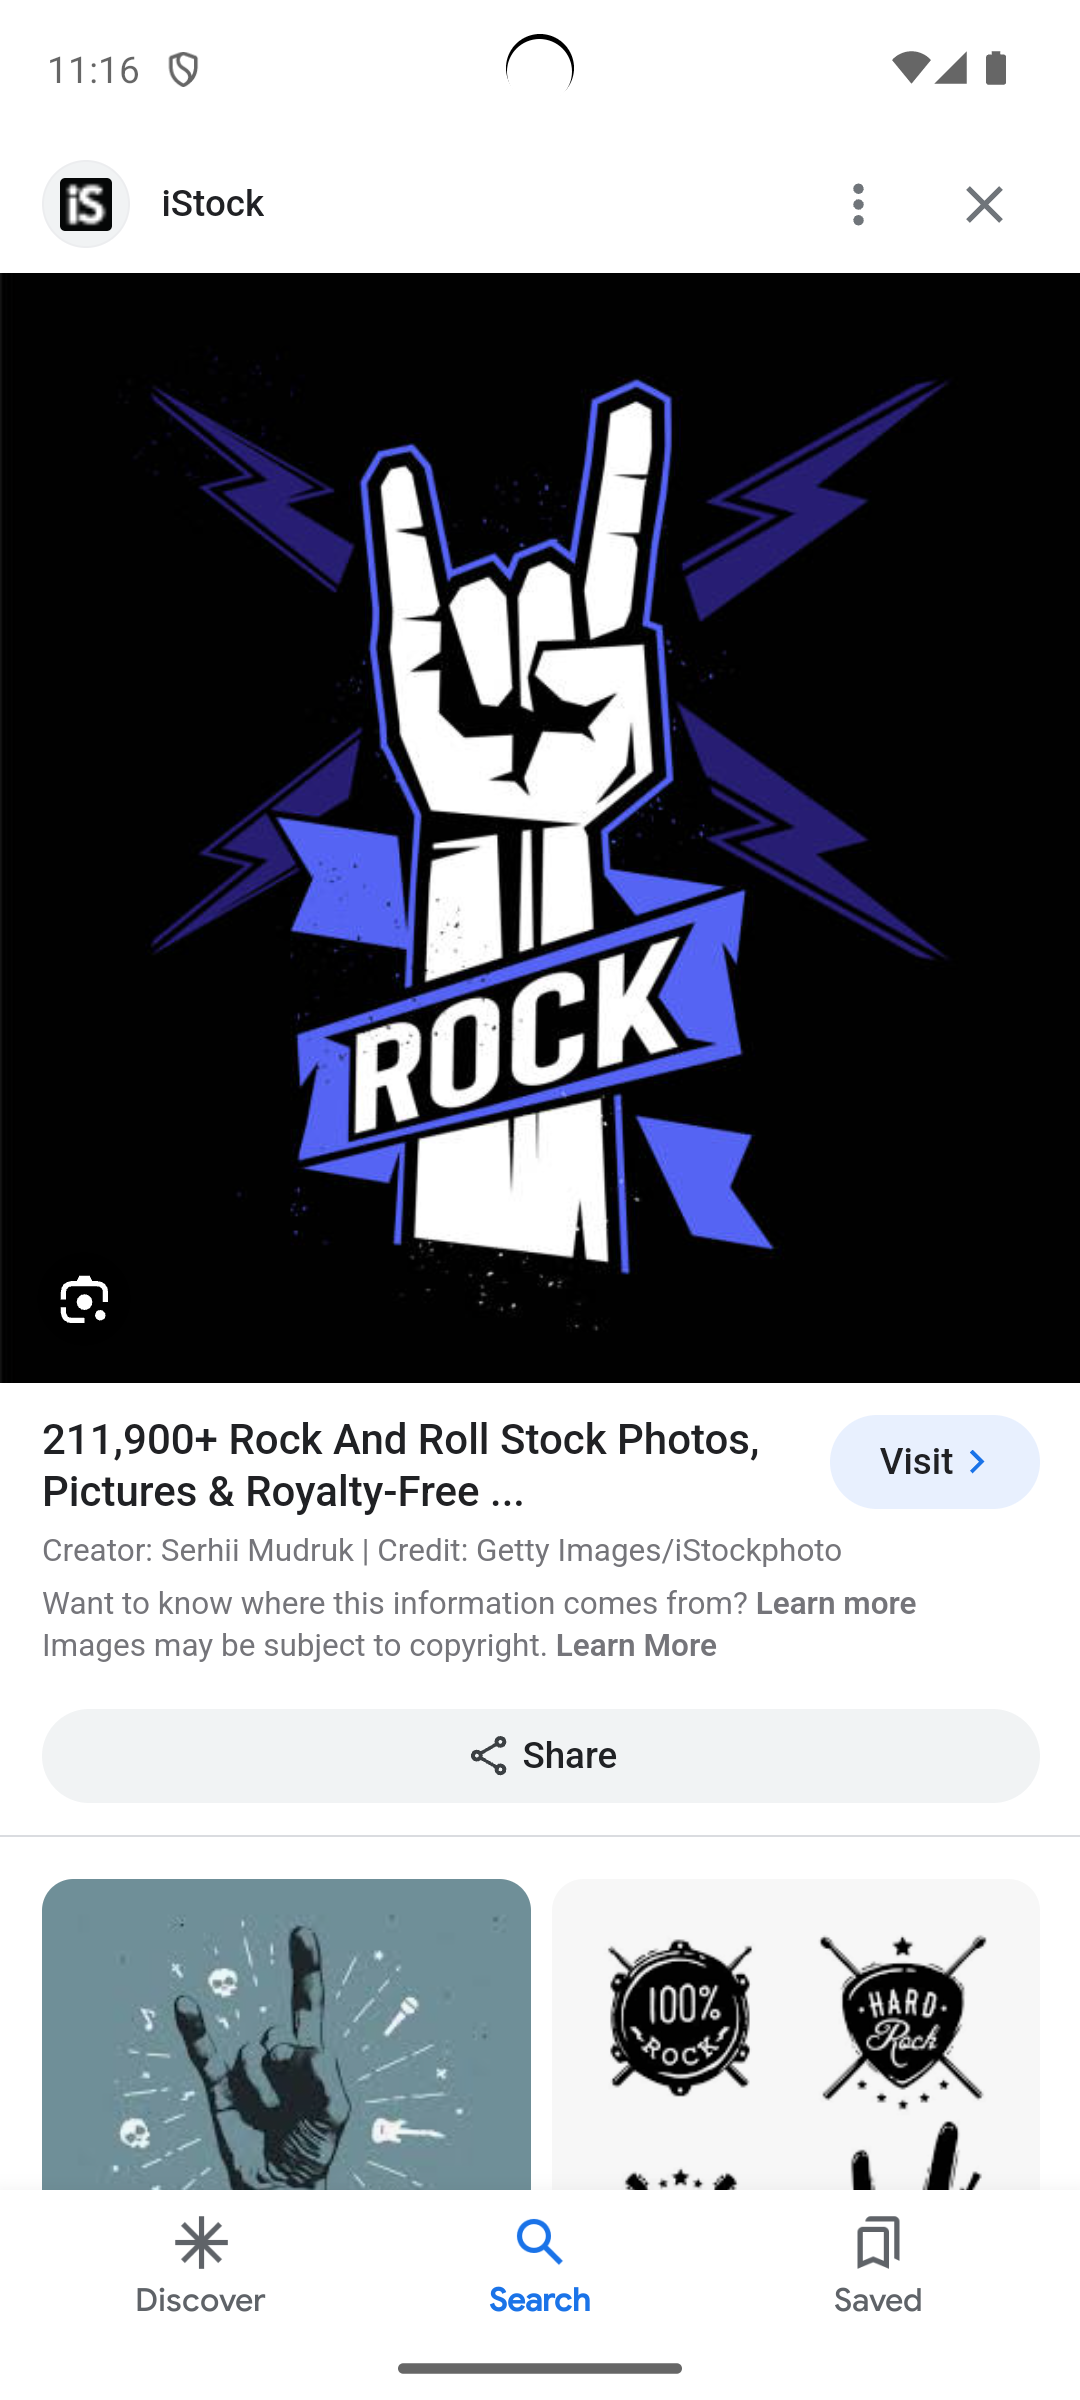 11:16
iS
iStock
ROCK
211,900+ Rock And Roll Stock Photos,
Pictures & Royalty-Free ...
Visit
Creator: Serhii Mudruk | Credit: Getty Images/iStockphoto
Want to know where this information comes from? Learn more
Images may be subject to copyright. Learn More
Share
100%
ROCK
HARD
Rock
Discover
Search
Saved